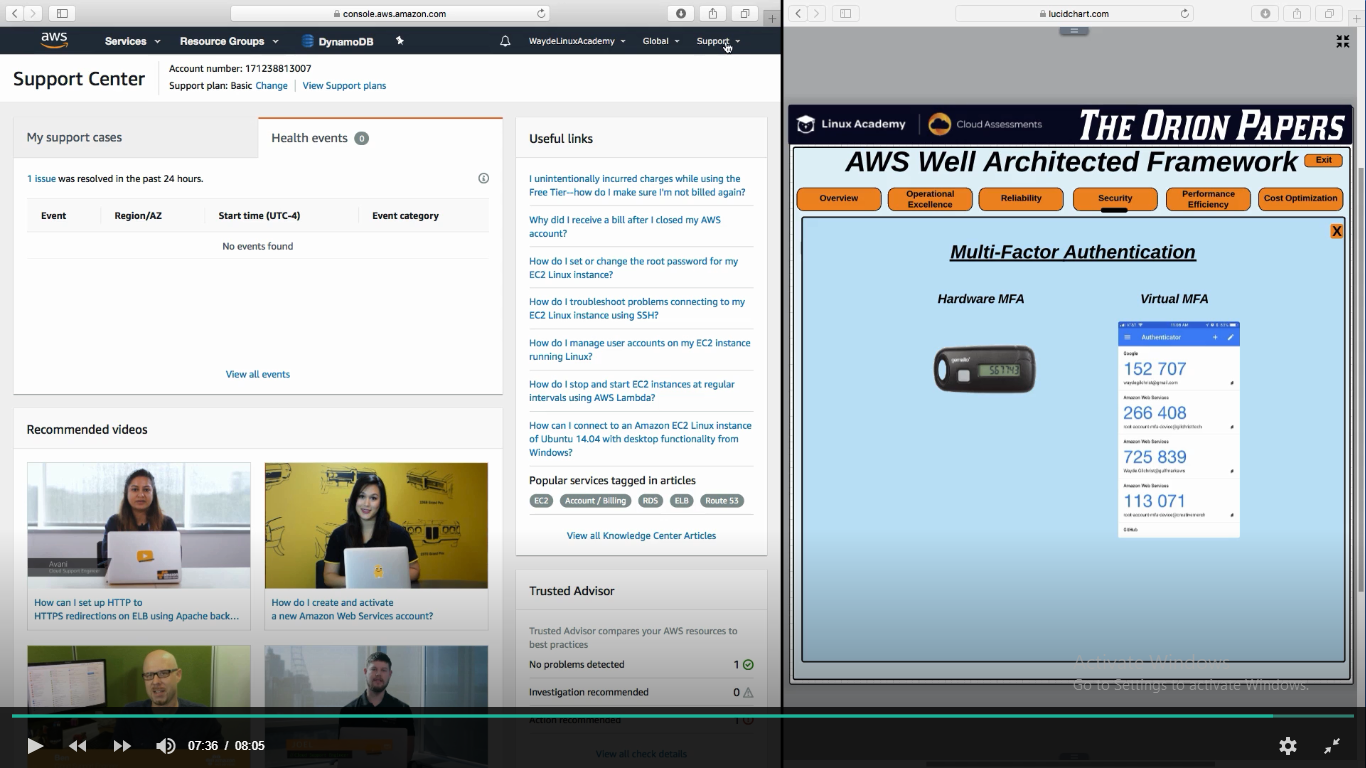 console.aws.amazon.com
lucidchart.com
aws
Services
Resource Groups
DynamoDB
WaydeLinuxAcademy
Global
Support
Support Center
Account number: 171238813007
Support plan: Basic Change | View Support plans
My support cases
Health events 0
1 issue was resolved in the past 24 hours.
Event
Region/AZ
Start time (UTC-4)
Event category
No events found
View all events
Recommended videos
Avani
Cloud Support Engineer
How can I set up HTTP to
HTTPS redirections on ELB using Apache back...
How do I create and activate
a new Amazon Web Services account?
Useful links
I unintentionally incurred charges while using the
Free Tier--how do I make sure I'm not billed again?
Why did I receive a bill after I closed my AWS
account?
How do I set or change the root password for my
EC2 Linux instance?
How do I troubleshoot problems connecting to my
EC2 Linux instance using SSH?
How do I manage user accounts on my EC2 instance
running Linux?
How do I stop and start EC2 instances at regular
intervals using AWS Lambda?
How can I connect to an Amazon EC2 Linux instance
of Ubuntu 14.04 with desktop functionality from
Windows?
Popular services tagged in articles
EC2
Account / Billing
RDS
ELB
Route 53
View all Knowledge Center Articles
Trusted Advisor
Trusted Advisor compares your AWS resources to
best practices
No problems detected 1
Investigation recommended 0
Action recommended
View all check details
Linux Academy
Cloud Assessments
THE ORION PAPERS
AWS Well Architected Framework
Exit
Overview
Operational
Excellence
Reliability
Security
Performance
Efficiency
Cost Optimization
X
Multi-Factor Authentication
Hardware MFA
Virtual MFA
gemalto
567743
Authenticator
Google
152 707
Amazon Web Services
266 408
Amazon Web Services
725 839
Amazon Web Services
113 071
GitHub
Activate Windows
Go to Settings to activate Windows.
07:36 / 08:05